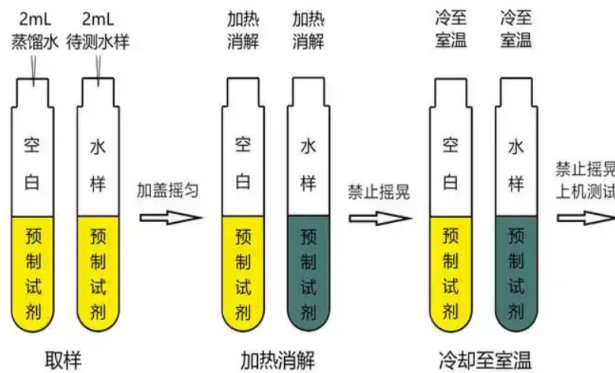 2mL
蒸馏水
2mL
待测水样
空白
预制试剂
水样
预制试剂
取样
加盖摇匀
加热
消解
加热
消解
空白
预制试剂
水样
预制试剂
加热消解
禁止摇晃
冷至
室温
冷至
室温
空白
预制试剂
水样
预制试剂
冷却至室温
禁止摇晃
上机测试